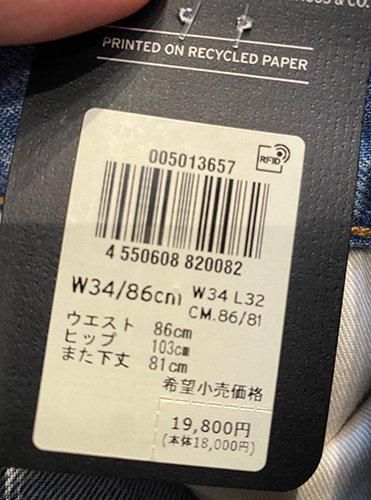 & CO.
PRINTED ON RECYCLED PAPER
005013657
RFID
4 550608 820082
W34/86cm W34 L32
CM.86/81
ウエスト 86cm
ヒップ 103cm
また下丈 81cm
希望小売価格
19,800円
(本体18,000円)